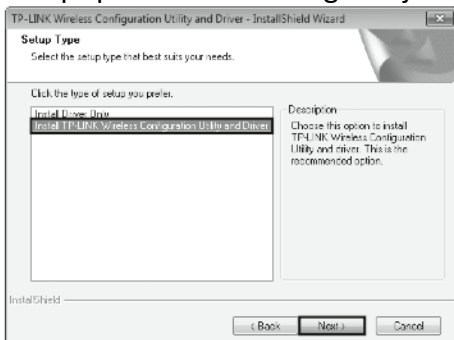 TP-LINK Wireless Configuration Utility and Driver - InstallShield Wizard
Setup Type
Select the setup type that best suits your needs.
Click the type of setup you prefer.
Install Driver Only
Install TP-LINK Wireless Configuration Utility and Driver
Description
Choose this option to install
TP-LINK Wireless Configuration
Utility and driver. This is the
recommended option.
InstallShield
< Back
Next >
Cancel